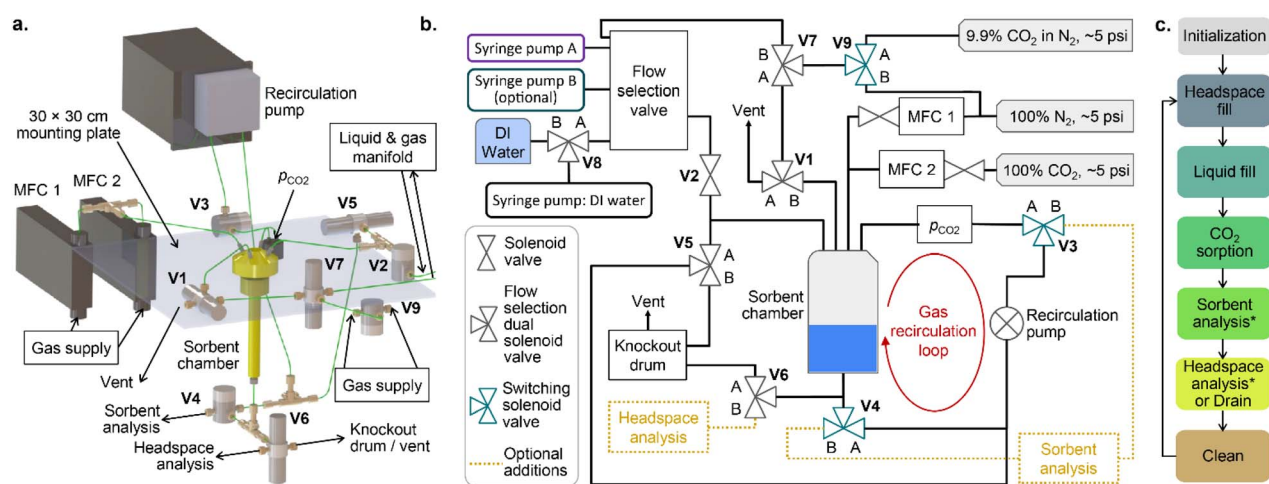 a.
Recirculation
pump
30 × 30 cm
mounting plate
Liquid & gas
manifold
MFC 1
MFC 2
V3
pCO2
V5
V1
V7
V2
V9
Gas supply
Sorbent
chamber
Gas supply
Vent
V4
V6
Sorbent
analysis
Headspace
analysis
Knockout
drum / vent
b.
Syringe pump A
Syringe pump B
(optional)
Flow
selection
valve
DI
Water
B
A
V8
Syringe pump: DI water
V7
B
A
V9
A
B
9.9% CO2 in N2, ~5 psi
Vent
V1
A
B
MFC 1
100% N2, ~5 psi
MFC 2
100% CO2, ~5 psi
V2
V5
A
B
pCO2
A
B
V3
Sorbent
chamber
Gas
recirculation
loop
Recirculation
pump
Vent
Knockout
drum
A
V6
B
Headspace
analysis
V4
B
A
Sorbent
analysis
Solenoid
valve
Flow
selection
dual
solenoid
valve
Switching
solenoid
valve
Optional
additions
c.
Initialization
Headspace
fill
Liquid fill
CO2
sorption
Sorbent
analysis*
Headspace
analysis*
or Drain
Clean